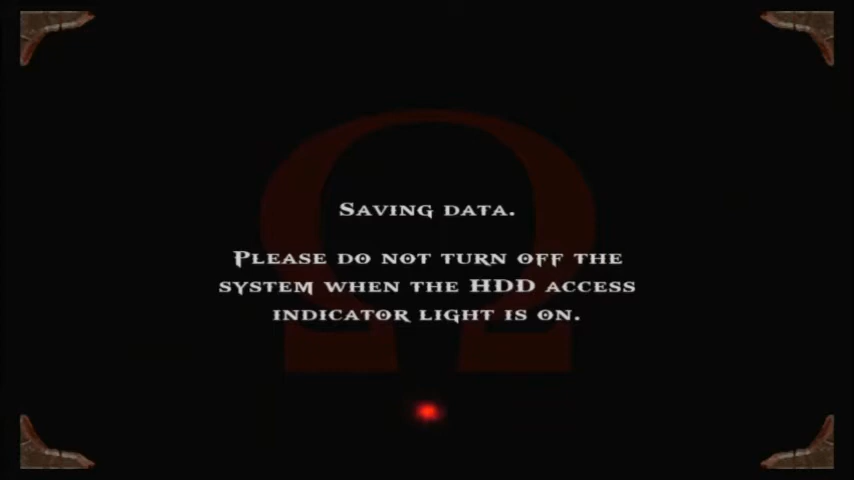 Saving data.
Please do not turn off the
system when the HDD access
indicator light is on.